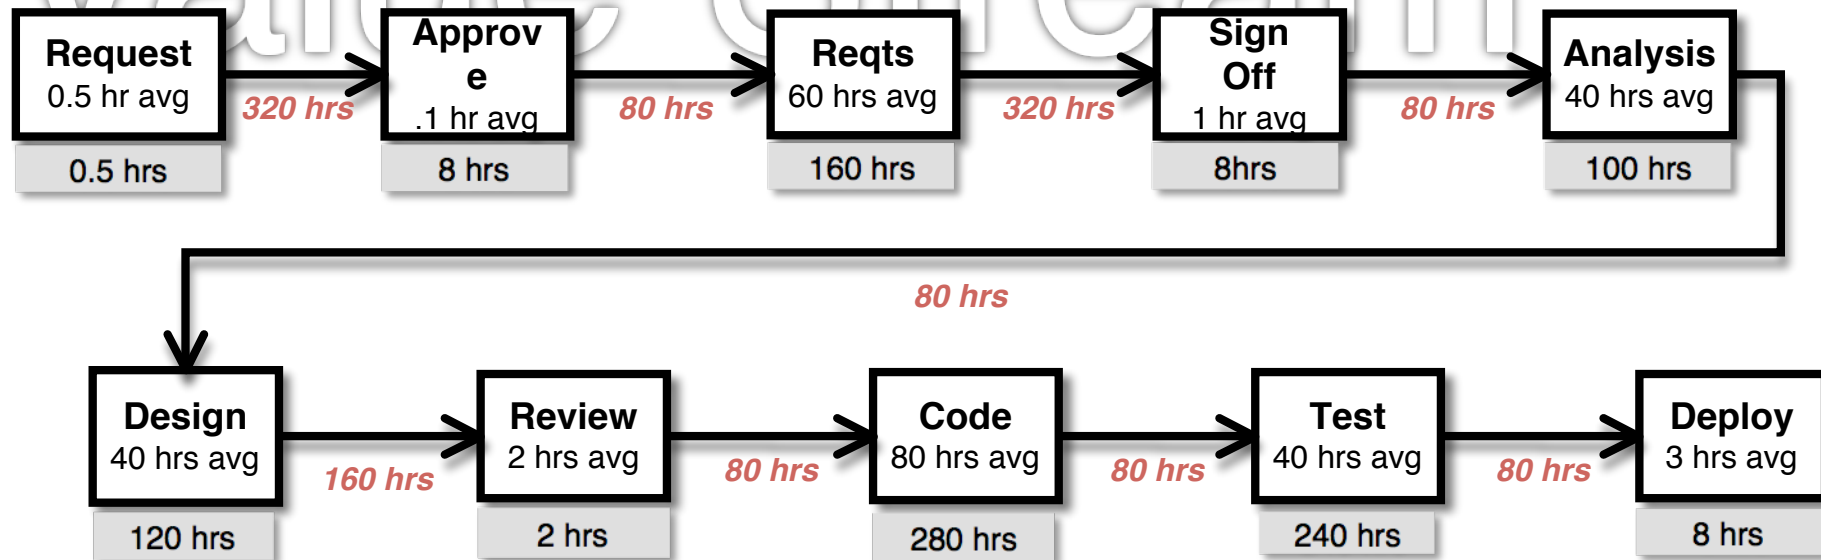 Value Stream
Request
0.5 hr avg
0.5 hrs
320 hrs
Approv
e
.1 hr avg
8 hrs
80 hrs
Reqts
60 hrs avg
160 hrs
320 hrs
Sign
Off
1 hr avg
8hrs
80 hrs
Analysis
40 hrs avg
100 hrs
80 hrs
Design
40 hrs avg
120 hrs
160 hrs
Review
2 hrs avg
2 hrs
80 hrs
Code
80 hrs avg
280 hrs
80 hrs
Test
40 hrs avg
240 hrs
80 hrs
Deploy
3 hrs avg
8 hrs